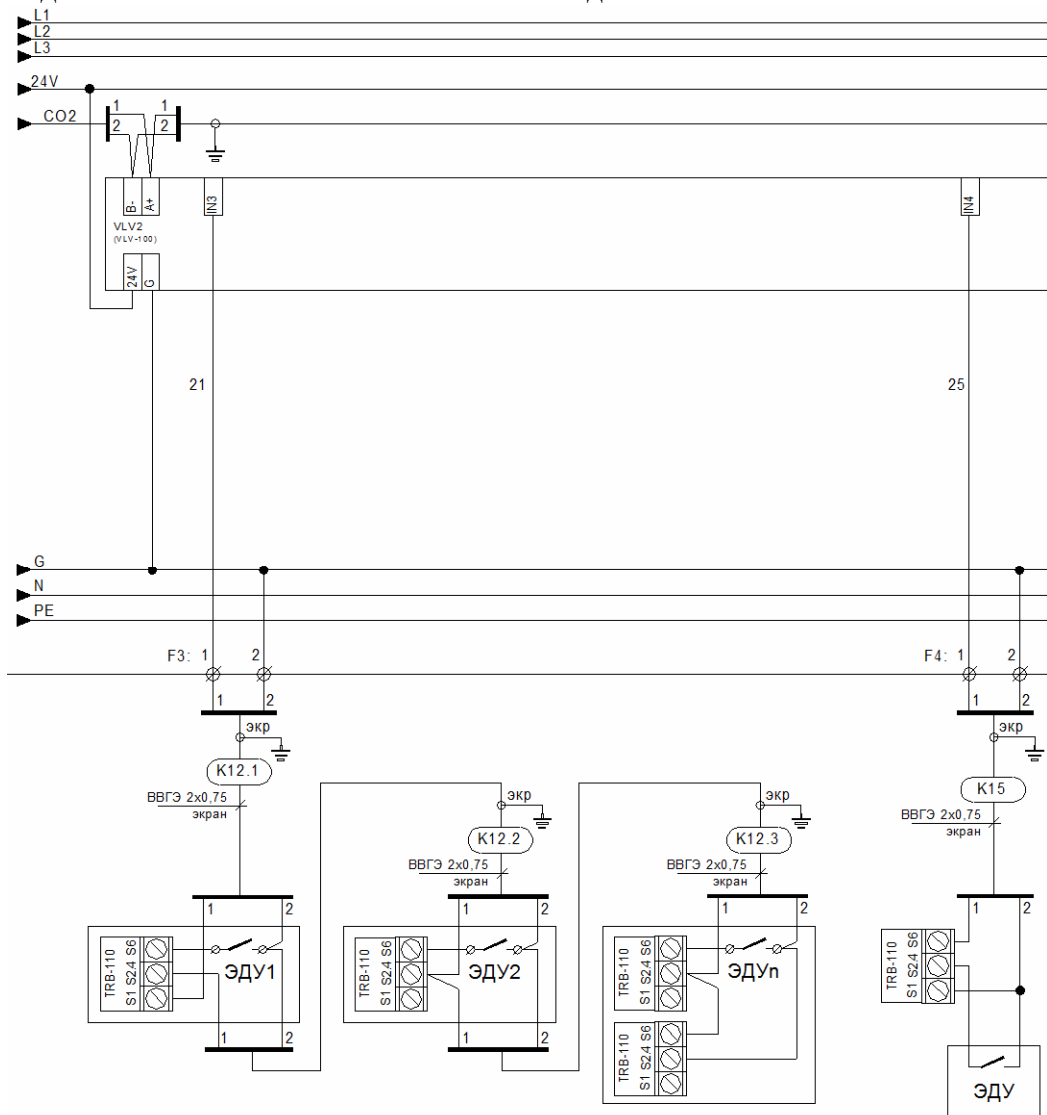 L1
L2
L3
24V
CO2
1 1
2 2
B- A+ IN3 IN4
VLV2
(VLV-100)
24V G
21 25
G
N
PE
F3: 1 2 F4: 1 2
1 2 1 2
экр экр
K12.1 K15
ВВГЭ 2х0,75
экран
экр
K12.2
ВВГЭ 2х0,75
экран
экр
K12.3
ВВГЭ 2х0,75
экран
ВВГЭ 2х0,75
экран
1 2 1 2 1 2 1 2
TRB-110
S1 S2,4 S6
ЭДУ1
TRB-110
S1 S2,4 S6
ЭДУ2
TRB-110
S1 S2,4 S6
ЭДУn
TRB-110
S1 S2,4 S6
1 2 1 2
TRB-110
S1 S2,4 S6
ЭДУ